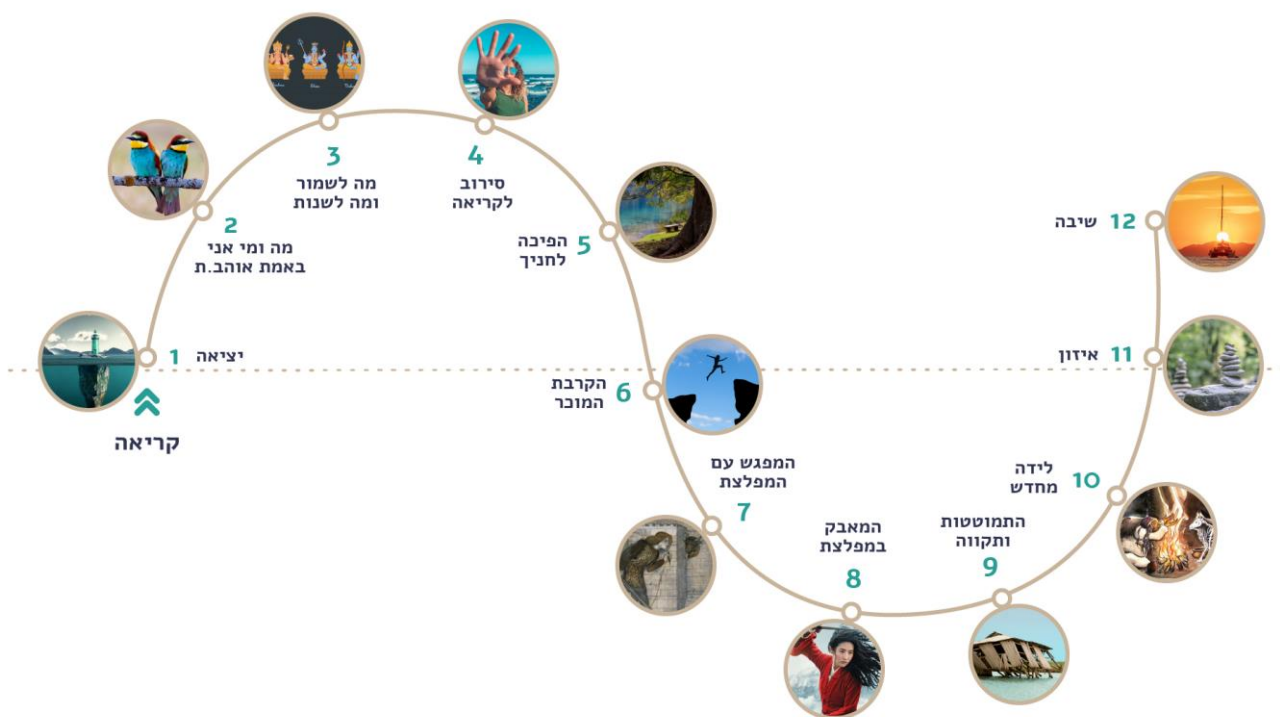 קריאה
1
יציאה
2
מה ומי אני
באמת אוהב.ת
3
מה לשמור
ומה לשנות
4
סירוב
לקריאה
5
הפיכה
לחניך
6
הקרבת
המוכר
המפגש עם
המפלצת
7
המאבק
במפלצת
8
התמוטטות
ותקווה
9
לידה
מחדש
10
איזון
11
שיבה
12